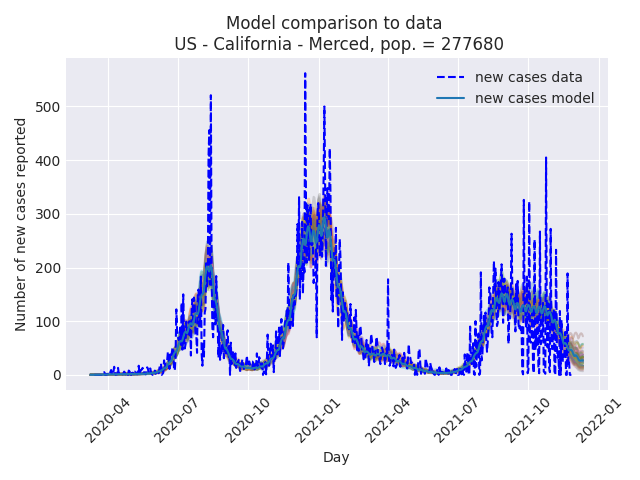 Model comparison to data
US - California - Merced, pop. = 277680
new cases data
new cases model
Number of new cases reported
500
400
300
200
100
0
2020-04
2020-07
2020-10
2021-01
2021-04
2021-07
2021-10
2022-01
Day